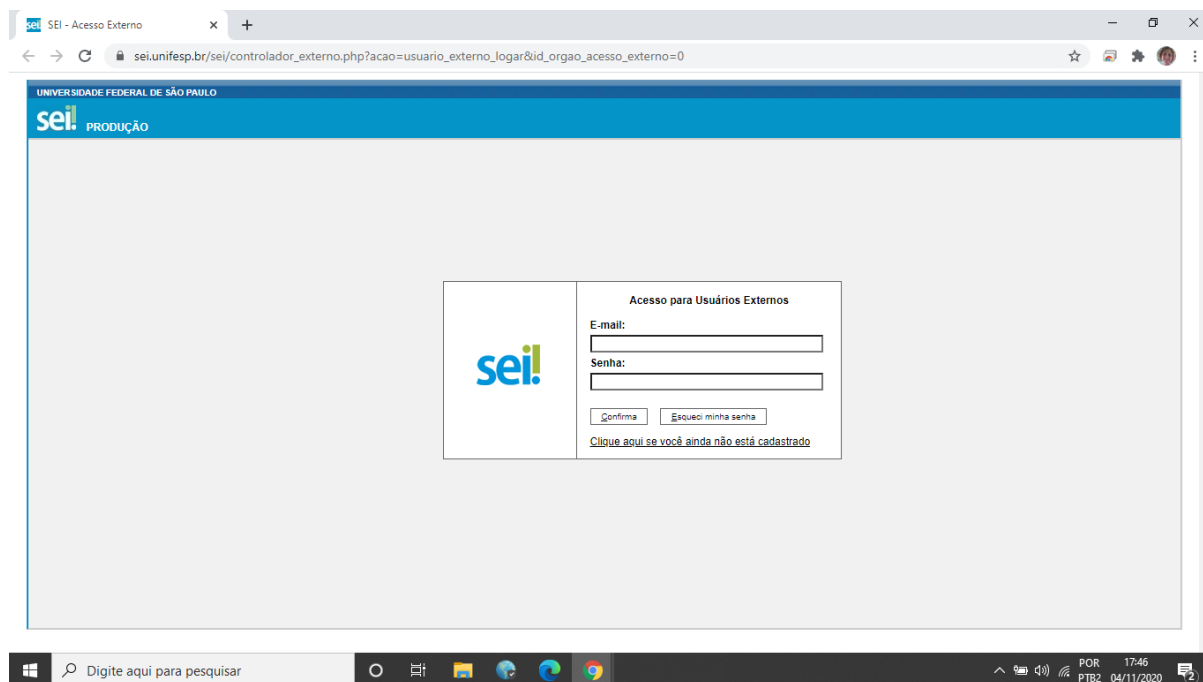 sei! SEI - Acesso Externo
sei.unifesp.br/sei/controlador_externo.php?acao=usuario_externo_logar&id_orgao_acesso_externo=0
UNIVERSIDADE FEDERAL DE SÃO PAULO
sei! PRODUÇÃO
Acesso para Usuários Externos
E-mail:
sei!
Senha:
Confirma Esqueci minha senha
Clique aqui se você ainda não está cadastrado
Digite aqui para pesquisar
POR 17:46
PTB2 04/11/2020 2